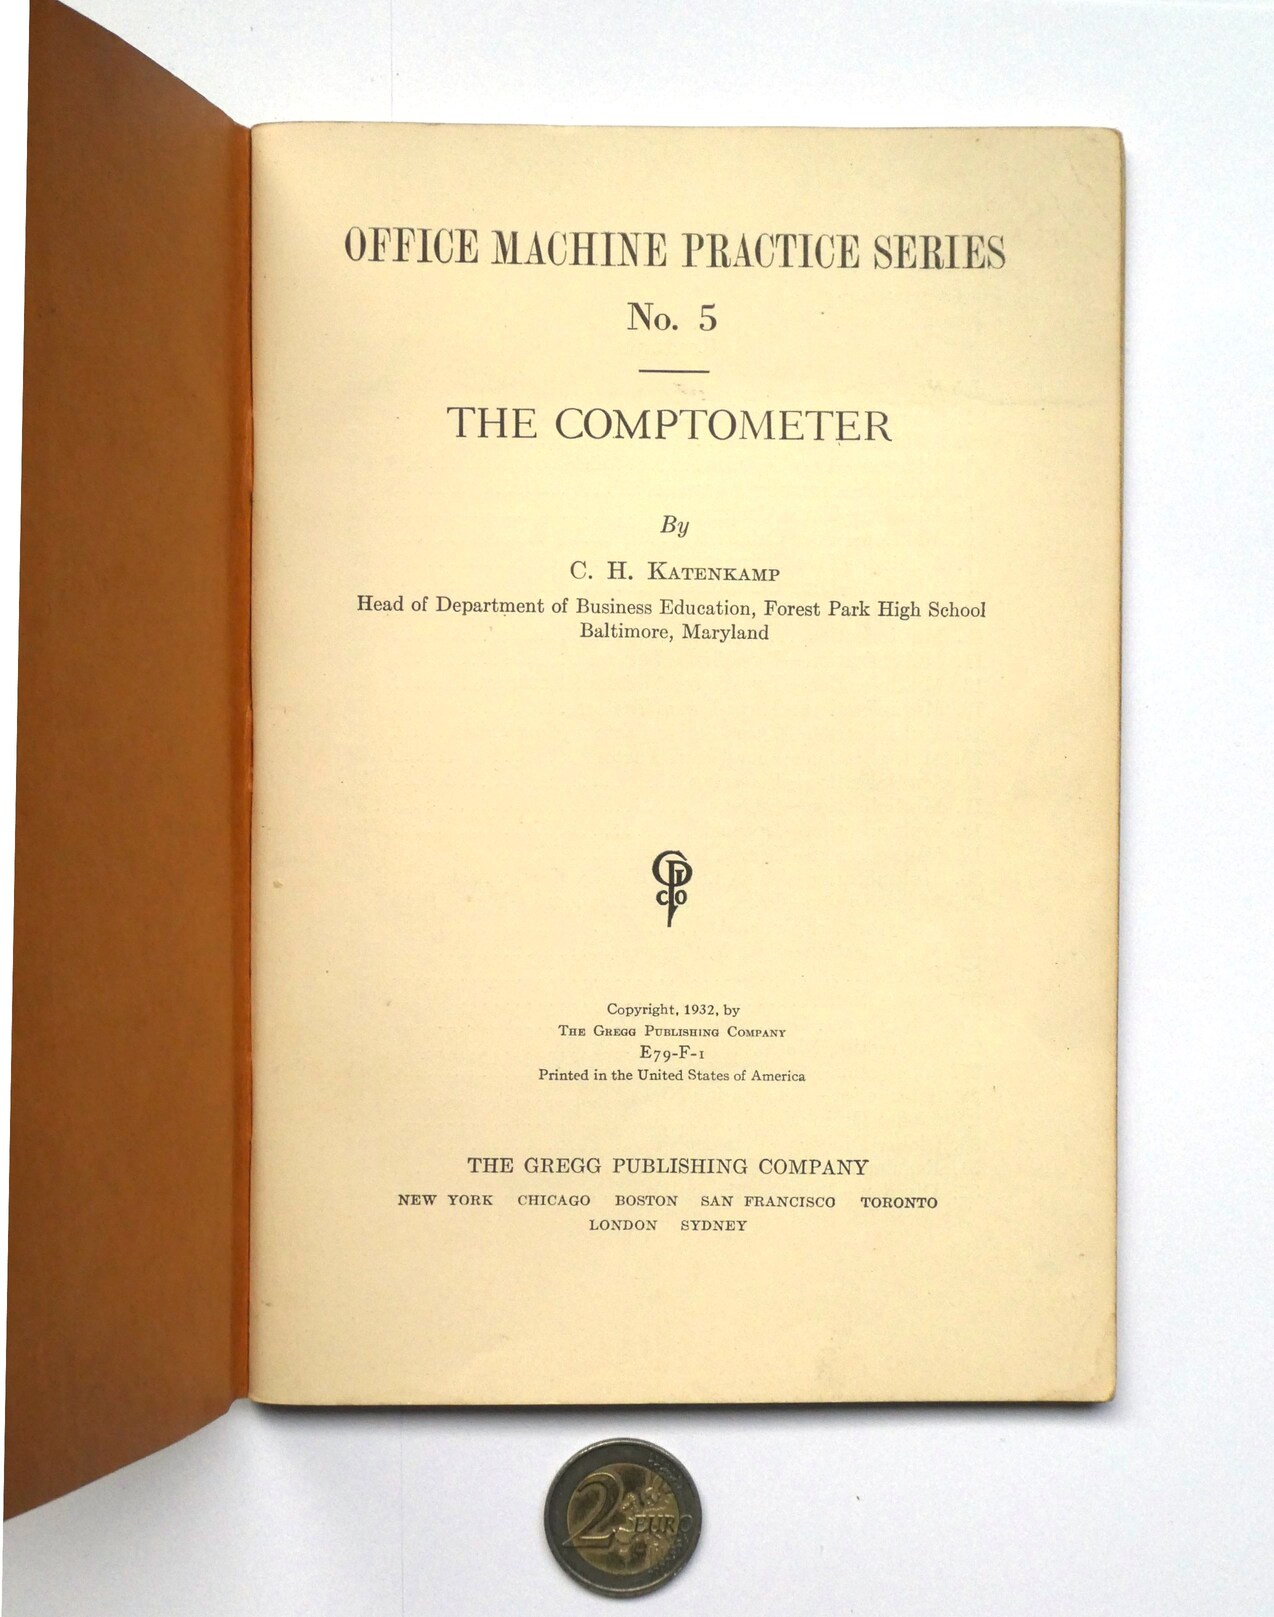 OFFICE MACHINE PRACTICE SERIES
No. 5
THE COMPTOMETER
By
C. H. KATENKAMP
Head of Department of Business Education, Forest Park High School
Baltimore, Maryland
GP
CO
Copyright, 1932, by
THE GREGG PUBLISHING COMPANY
E79-F-1
Printed in the United States of America
THE GREGG PUBLISHING COMPANY
NEW YORK CHICAGO BOSTON SAN FRANCISCO TORONTO
LONDON SYDNEY
2 EURO